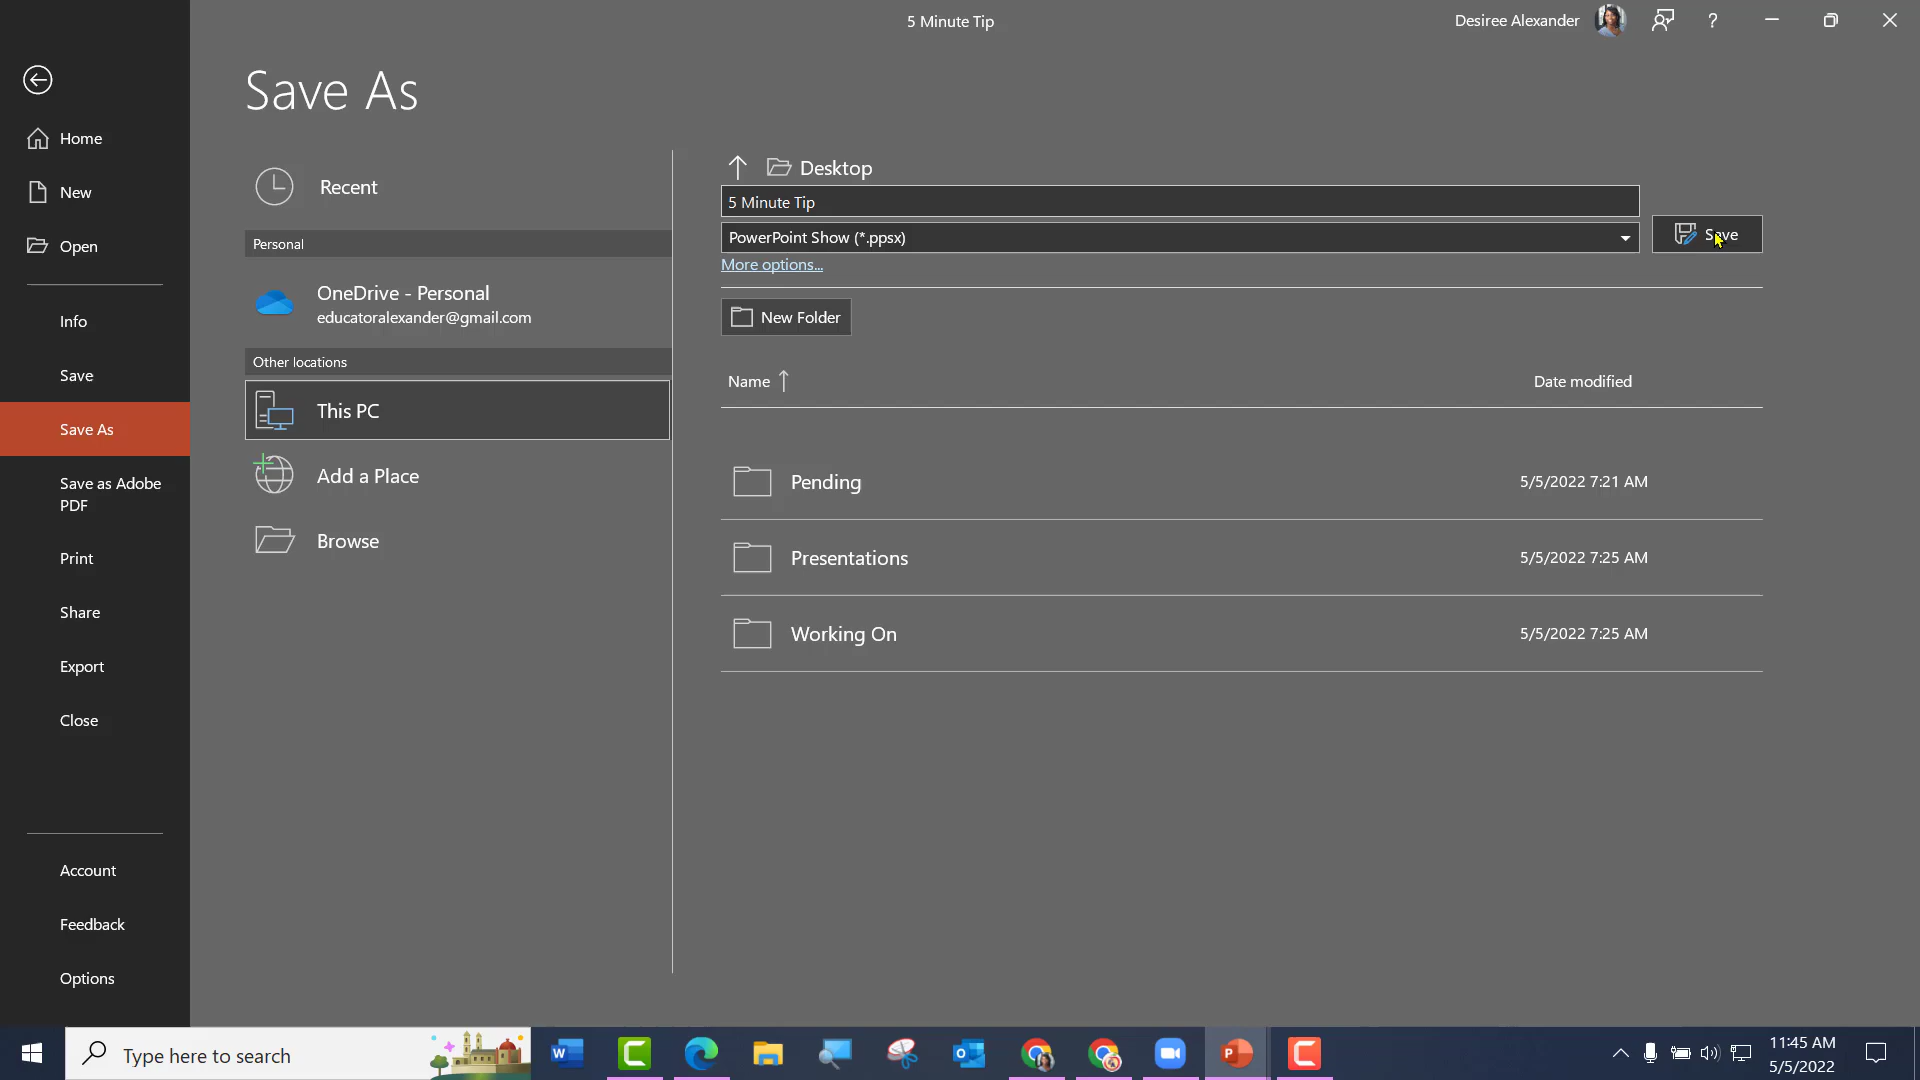 5 Minute Tip
Desiree Alexander
?
Save As
Home
New
Open
Info
Save
Save As
Save as Adobe
PDF
Print
Share
Export
Close
Account
Feedback
Options
Recent
Personal
OneDrive - Personal
educatoralexander@gmail.com
Other locations
This PC
Add a Place
Browse
Desktop
5 Minute Tip
PowerPoint Show (*.ppsx)
Save
More options...
New Folder
Name
Date modified
Pending
5/5/2022 7:21 AM
Presentations
5/5/2022 7:25 AM
Working On
5/5/2022 7:25 AM
Type here to search
11:45 AM
5/5/2022